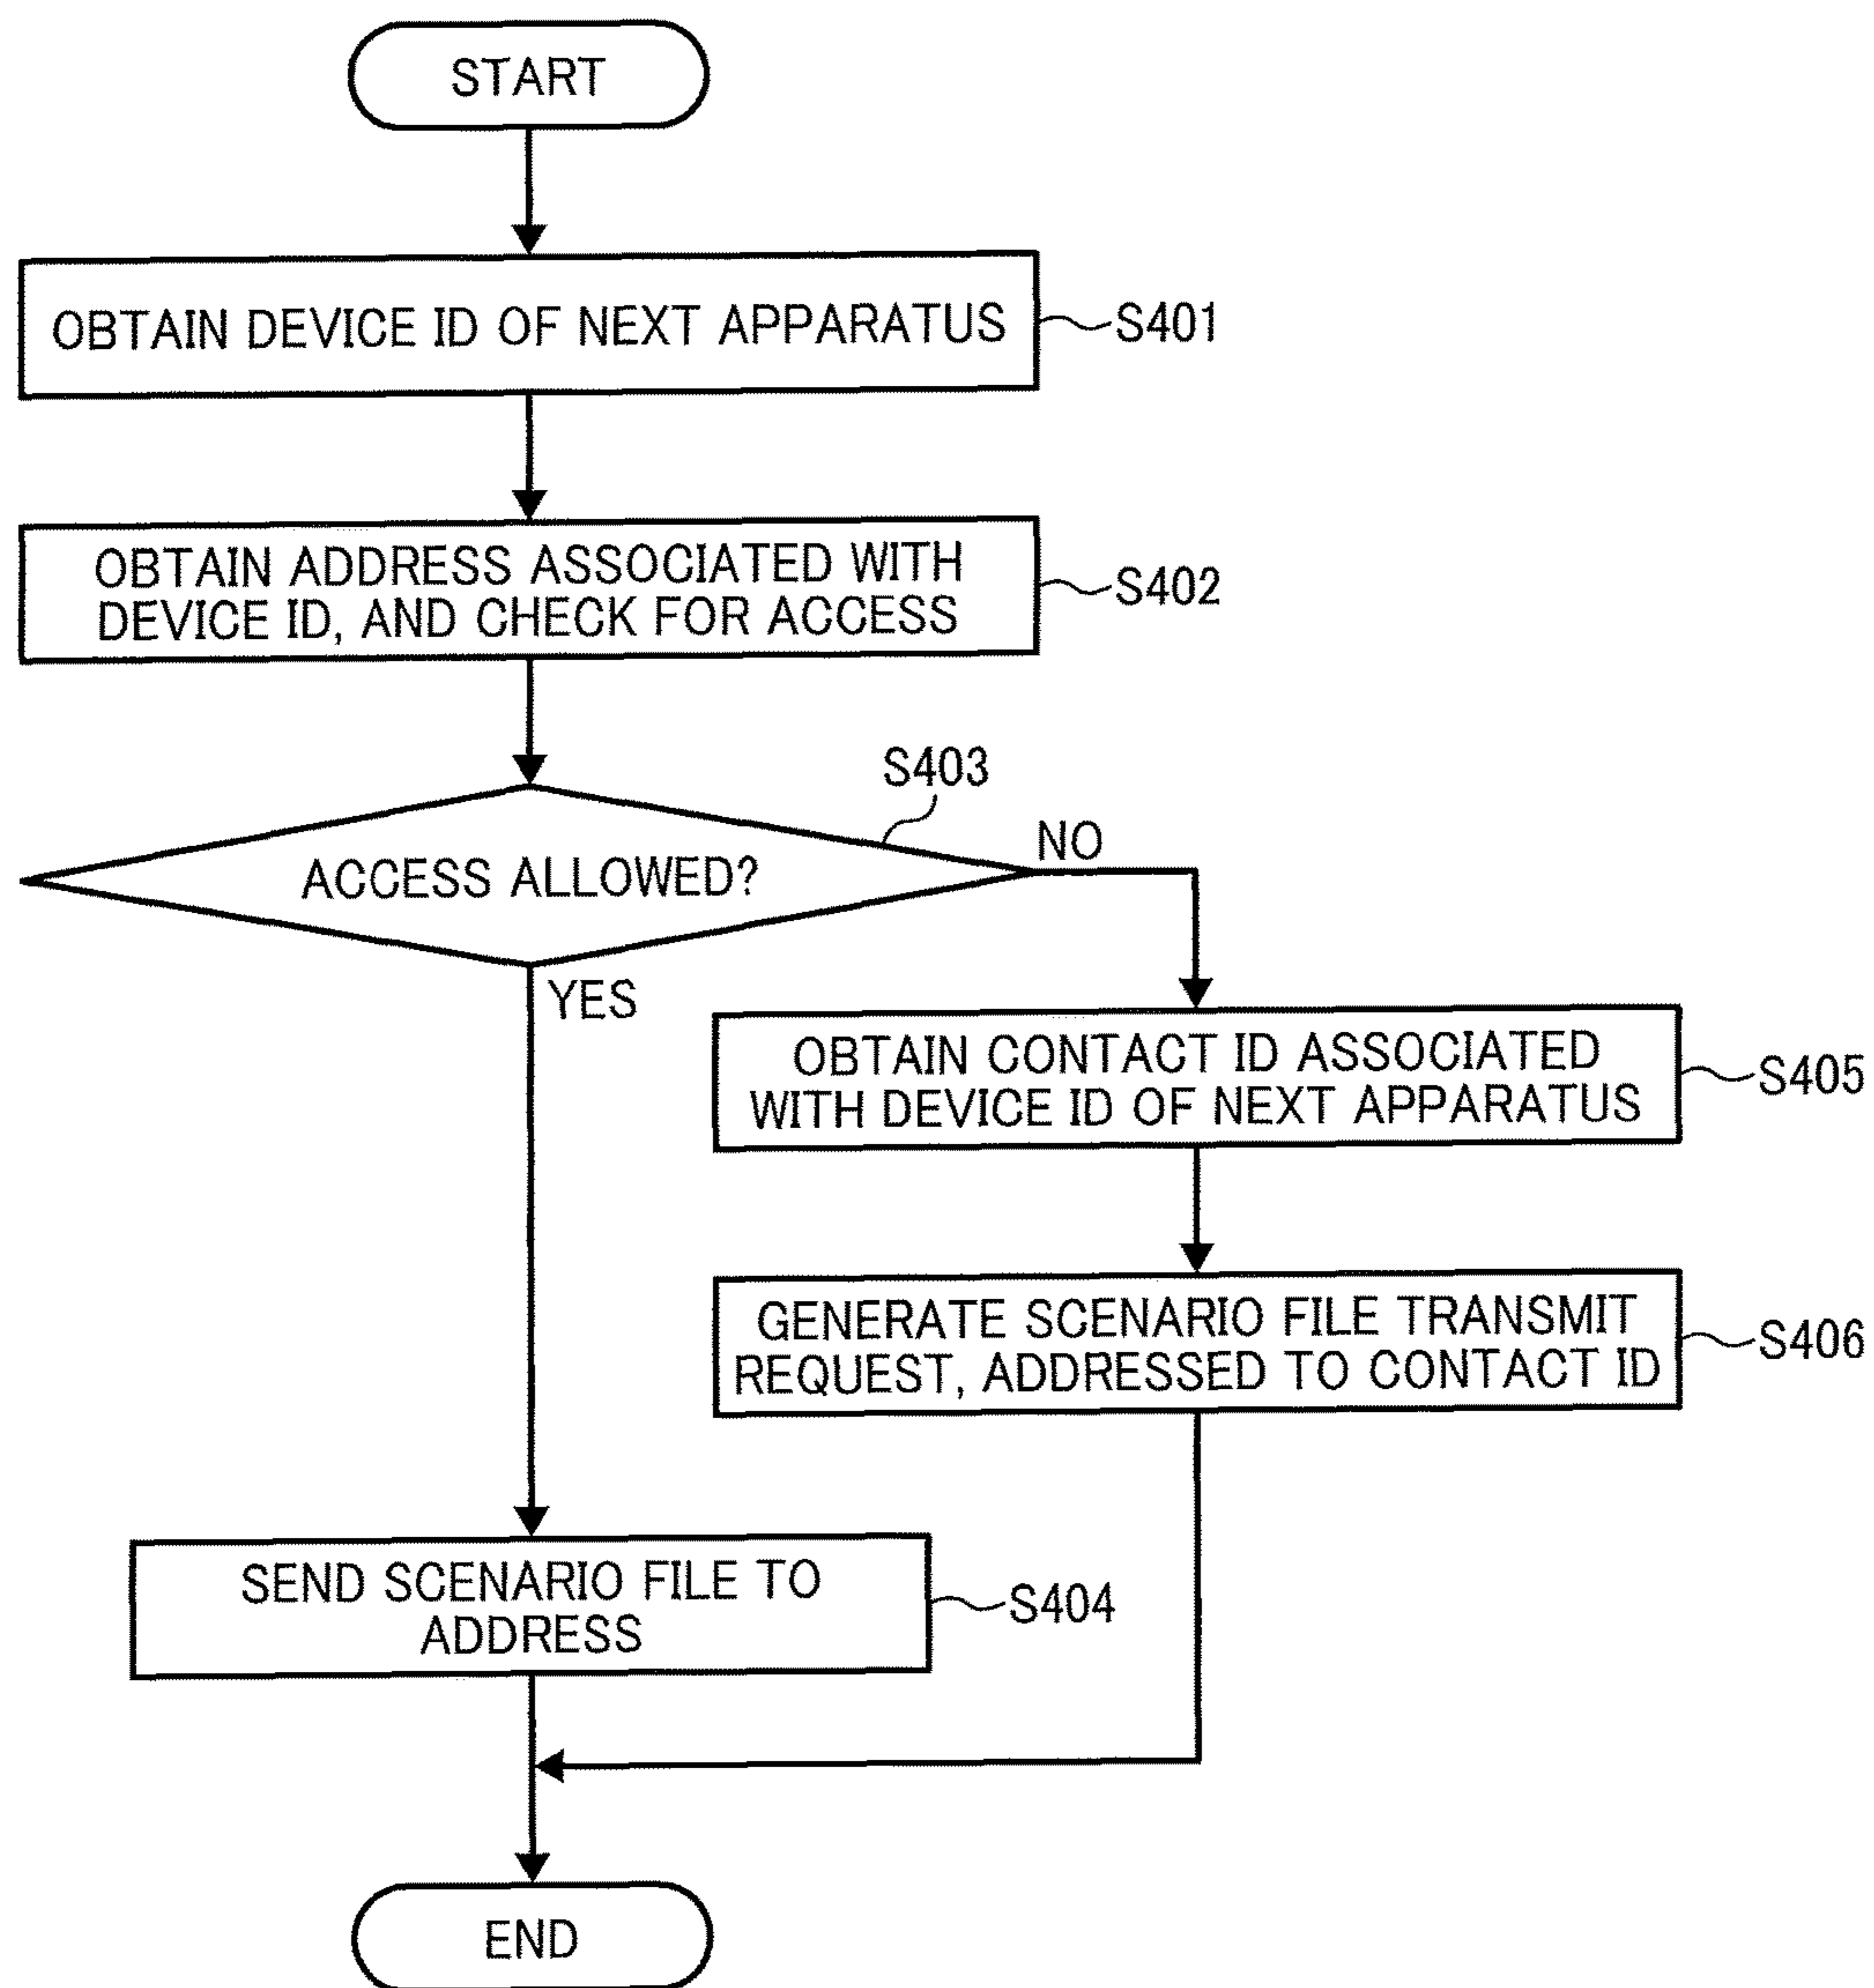 START
OBTAIN DEVICE ID OF NEXT APPARATUS
S401
OBTAIN ADDRESS ASSOCIATED WITH
DEVICE ID, AND CHECK FOR ACCESS
S402
S403
ACCESS ALLOWED?
NO
YES
OBTAIN CONTACT ID ASSOCIATED
WITH DEVICE ID OF NEXT APPARATUS
S405
GENERATE SCENARIO FILE TRANSMIT
REQUEST, ADDRESSED TO CONTACT ID
S406
SEND SCENARIO FILE TO
ADDRESS
S404
END